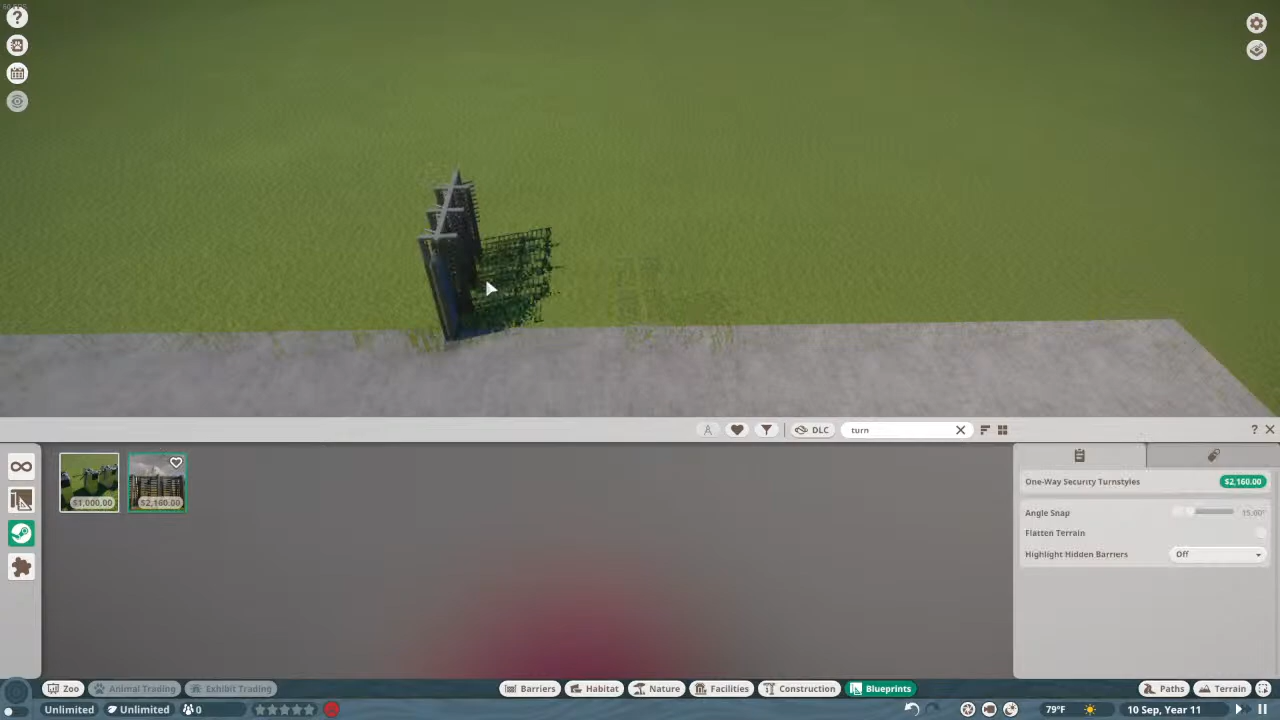 ?
DLC
turn
?
One-Way Security Turnstyles $2,160.00
$1,000.00 $2,160.00
Angle Snap 15.00°
Flatten Terrain
Highlight Hidden Barriers Off
Zoo Animal Trading Exhibit Trading Barriers Habitat Nature Facilities Construction Blueprints Paths Terrain
Unlimited Unlimited 0 79°F 10 Sep, Year 11